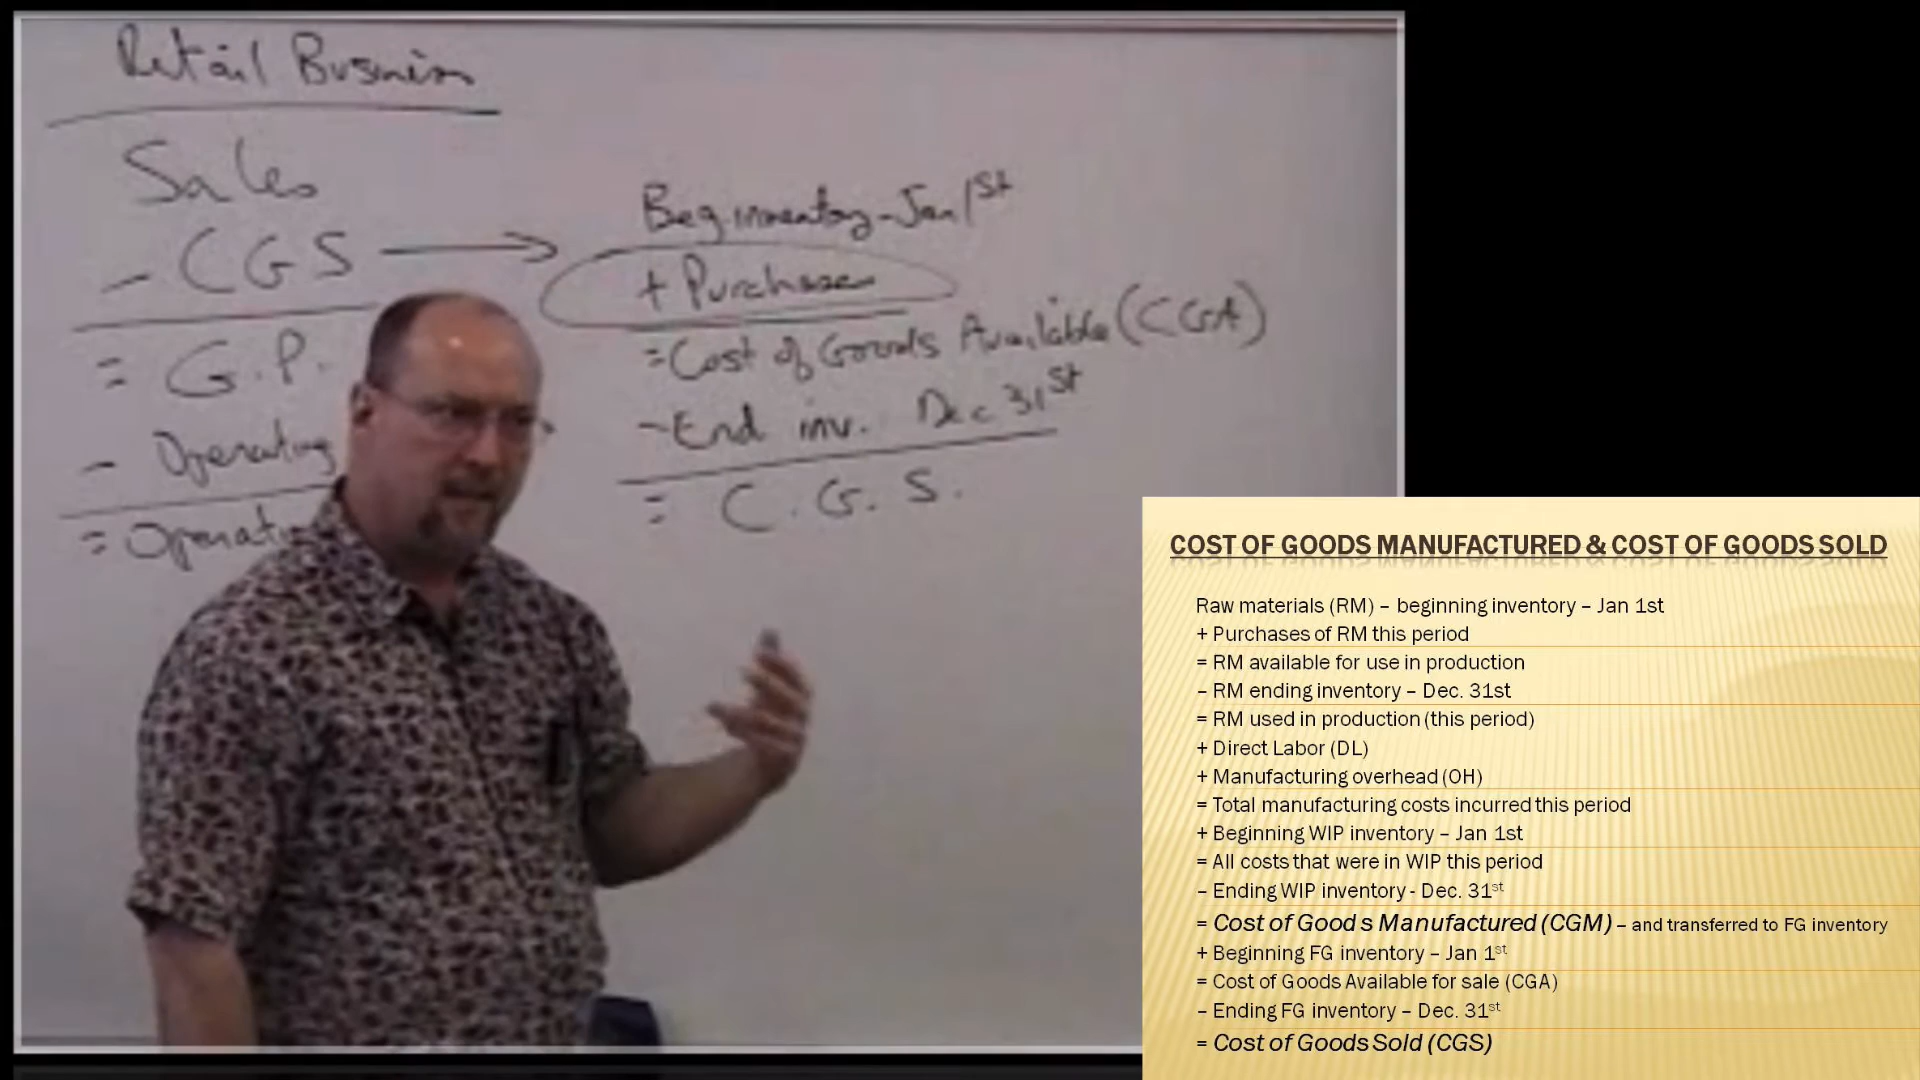 Retail Business
Sales
- CGS
= G.P.
- Operating
= Operati
Beg inventory - Jan 1st
+ Purchases
= Cost of Goods Available (CGA)
- End inv. Dec 31st
= C.G.S.
COST OF GOODS MANUFACTURED & COST OF GOODS SOLD
Raw materials (RM) – beginning inventory – Jan 1st
+ Purchases of RM this period
= RM available for use in production
– RM ending inventory – Dec. 31st
= RM used in production (this period)
+ Direct Labor (DL)
+ Manufacturing overhead (OH)
= Total manufacturing costs incurred this period
+ Beginning WIP inventory – Jan 1st
= All costs that were in WIP this period
– Ending WIP inventory - Dec. 31st
= Cost of Good s Manufactured (CGM) – and transferred to FG inventory
+ Beginning FG inventory – Jan 1st
= Cost of Goods Available for sale (CGA)
– Ending FG inventory – Dec. 31st
= Cost of Goods Sold (CGS)